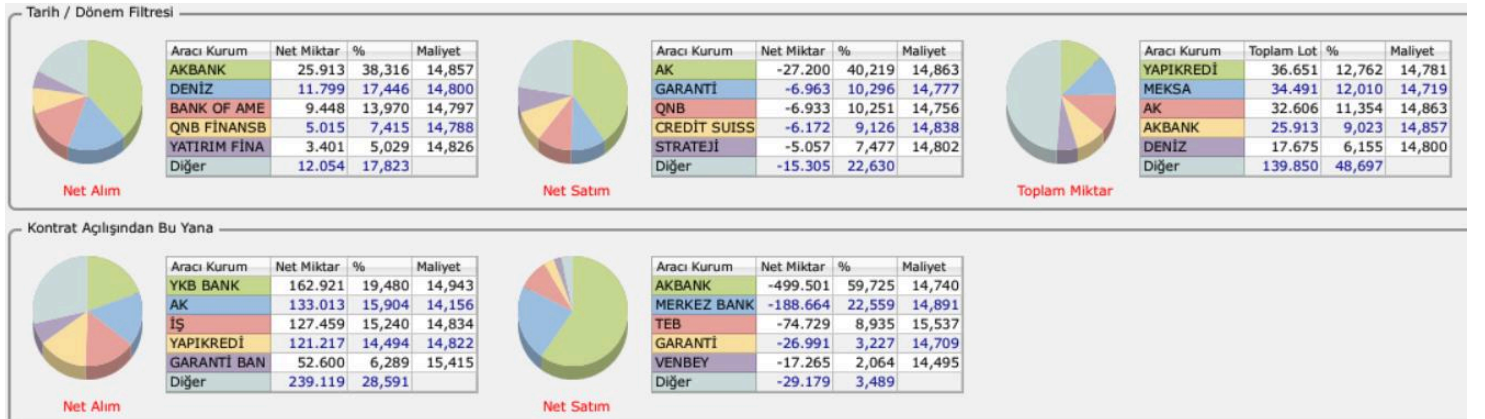 Tarih / Dönem Filtresi
Aracı Kurum Net Miktar % Maliyet
AKBANK 25.913 38,316 14,857
DENİZ 11.799 17,446 14,800
BANK OF AME 9.448 13,970 14,797
QNB FİNANSB 5.015 7,415 14,788
YATIRIM FİNA 3.401 5,029 14,826
Diğer 12.054 17,823
Net Alım
Aracı Kurum Net Miktar % Maliyet
AK -27.200 40,219 14,863
GARANTİ -6.963 10,296 14,777
QNB -6.933 10,251 14,756
CREDİT SUISS -6.172 9,126 14,838
STRATEJİ -5.057 7,477 14,802
Diğer -15.305 22,630
Net Satım
Aracı Kurum Toplam Lot % Maliyet
YAPIKREDİ 36.651 12,762 14,781
MEKSA 34.491 12,010 14,719
AK 32.606 11,354 14,863
AKBANK 25.913 9,023 14,857
DENİZ 17.675 6,155 14,800
Diğer 139.850 48,697
Toplam Miktar
Kontrat Açılışından Bu Yana
Aracı Kurum Net Miktar % Maliyet
YKB BANK 162.921 19,480 14,943
AK 133.013 15,904 14,156
İŞ 127.459 15,240 14,834
YAPIKREDİ 121.217 14,494 14,822
GARANTİ BAN 52.600 6,289 15,415
Diğer 239.119 28,591
Net Alım
Aracı Kurum Net Miktar % Maliyet
AKBANK -499.501 59,725 14,740
MERKEZ BANK -188.664 22,559 14,891
TEB -74.729 8,935 15,537
GARANTİ -26.991 3,227 14,709
VENBEY -17.265 2,064 14,495
Diğer -29.179 3,489
Net Satım